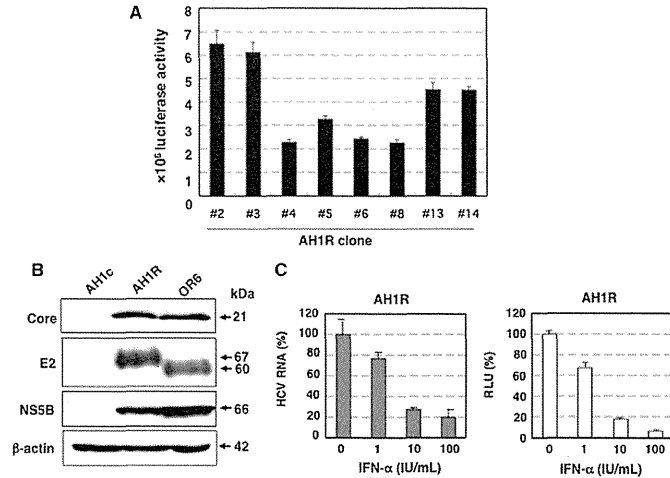 A
×10⁶ luciferase activity
8
7
6
5
4
3
2
1
0
#2 #3 #4 #5 #6 #8 #13 #14
AH1R clone
B
AH1c AH1R OR6
kDa
Core 21
E2 67
60
NS5B 66
β-actin 42
C
AH1R
HCV RNA (%)
120
100
80
60
40
20
0
0 1 10 100
IFN-α (IU/mL)
AH1R
RLU (%)
120
100
80
60
40
20
0
0 1 10 100
IFN-α (IU/mL)